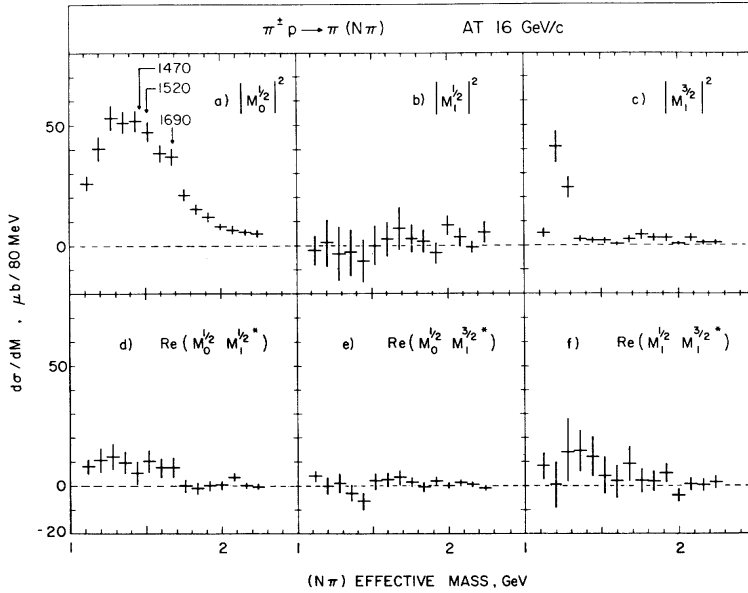 π± p → π (Nπ) AT 16 GeV/c
1470
1520
1690
a) |M₀^{1/2}|²
b) |M₁^{1/2}|²
c) |M₁^{3/2}|²
50
0
dσ/dM , μb/80 MeV
d) Re(M₀^{1/2} M₁^{1/2*})
e) Re(M₀^{1/2} M₁^{3/2*})
f) Re(M₁^{1/2} M₁^{3/2*})
50
0
-20
1 2 1 2 1 2
(Nπ) EFFECTIVE MASS, GeV